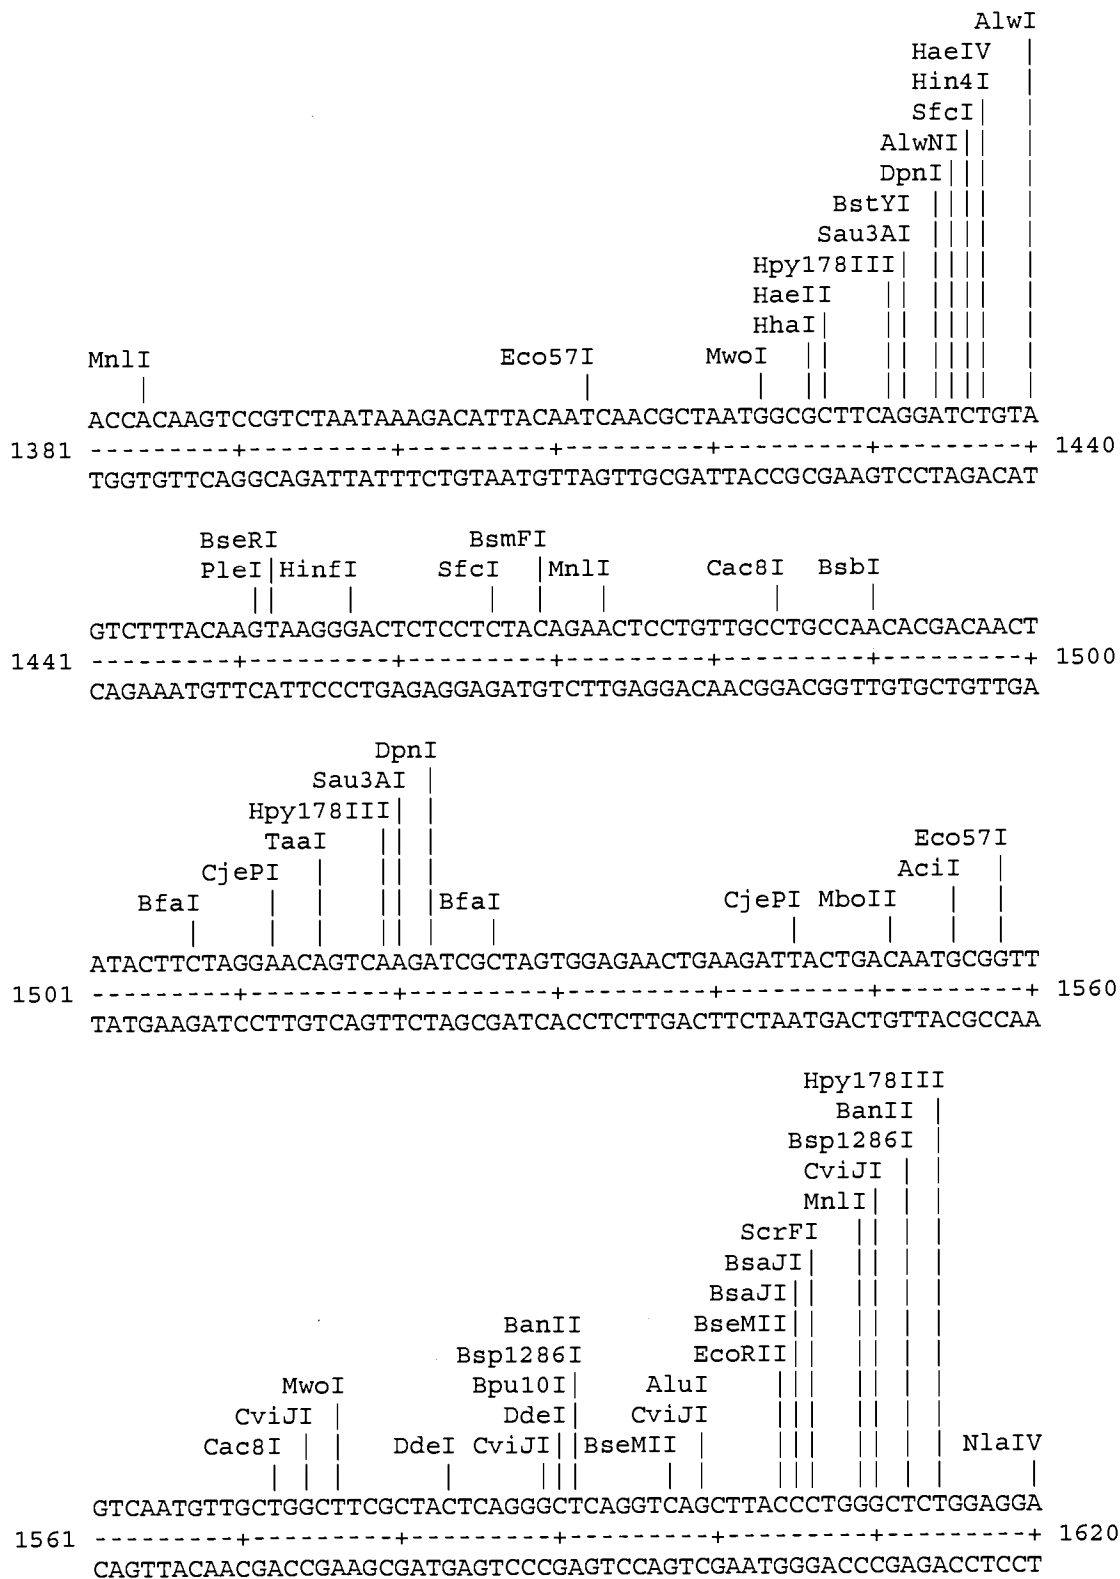 AlwI
HaeIV |
Hin4I |
SfcI| |
AlwNI|| |
DpnI||| |
BstYI |||| |
Sau3AI |||| |
Hpy178III| |||| |
HaeII || |||| |
HhaI| || |||| |
MnlI Eco57I MwoI || || |||| |
| | | || || |||| |
ACCACAAGTCCGTCTAATAAAGACATTACAATCAACGCTAATGGCGCTTCAGGATCTGTA
1381 ---------+---------+---------+---------+---------+---------+ 1440
TGGTGTTCAGGCAGATTATTTCTGTAATGTTAGTTGCGATTACCGCGAAGTCCTAGACAT
BseRI BsmFI
PleI|HinfI SfcI |MnlI Cac8I BsbI
|| | | | | | |
GTCTTTACAAGTAAGGGACTCTCCTCTACAGAACTCCTGTTGCCTGCCAACACGACAACT
1441 ---------+---------+---------+---------+---------+---------+ 1500
CAGAAATGTTCATTCCCTGAGAGGAGATGTCTTGAGGACAACGGACGGTTGTGCTGTTGA
DpnI
Sau3AI |
Hpy178III| |
TaaI || | Eco57I
CjePI | || | AciI |
BfaI | | || |BfaI CjePI MboII | |
| | | || | | | | | |
ATACTTCTAGGAACAGTCAAGATCGCTAGTGGAGAACTGAAGATTACTGACAATGCGGTT
1501 ---------+---------+---------+---------+---------+---------+ 1560
TATGAAGATCCTTGTCAGTTCTAGCGATCACCTCTTGACTTCTAATGACTGTTACGCCAA
Hpy178III
BanII |
Bsp1286I |
CviJI | |
MnlI| | |
ScrFI || | |
BsaJI| || | |
BsaJI|| || | |
BanII BseMII|| || | |
Bsp1286I EcoRII|| || | |
MwoI Bpu10I| AluI ||| || | |
CviJI | DdeI| CviJI ||| || | |
Cac8I | | DdeI CviJI|| BseMII | ||| || | | NlaIV
| | | | ||| | | ||| || | | |
GTCAATGTTGCTGGCTTCGCTACTCAGGGCTCAGGTCAGCTTACCCTGGGCTCTGGAGGA
1561 ---------+---------+---------+---------+---------+---------+ 1620
CAGTTACAACGACCGAAGCGATGAGTCCCGAGTCCAGTCGAATGGGACCCGAGACCTCCT